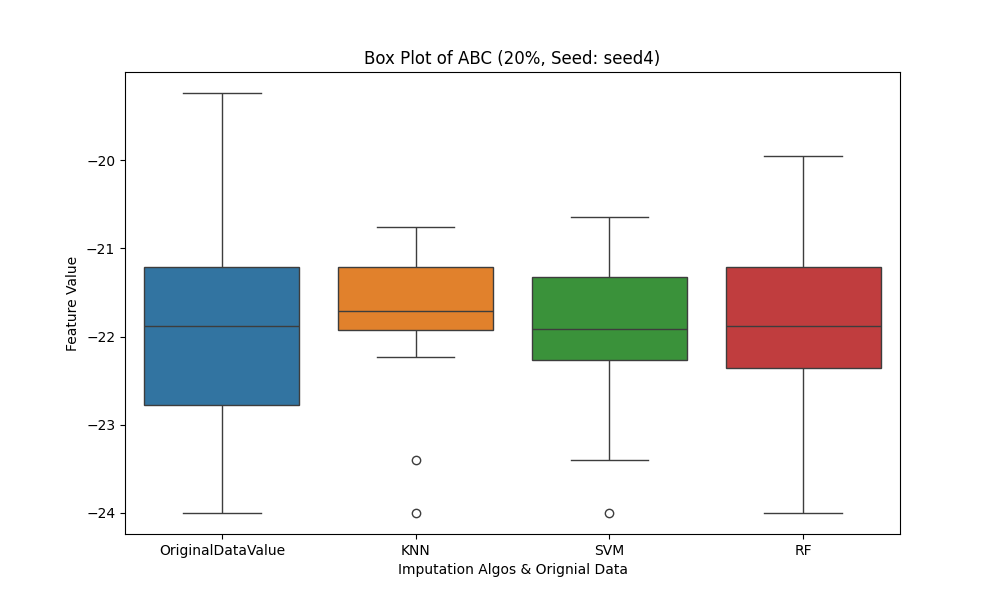 Box Plot of ABC (20%, Seed: seed4)
Feature Value
−20
−21
−22
−23
−24
OriginalDataValue
KNN
SVM
RF
Imputation Algos & Orignial Data